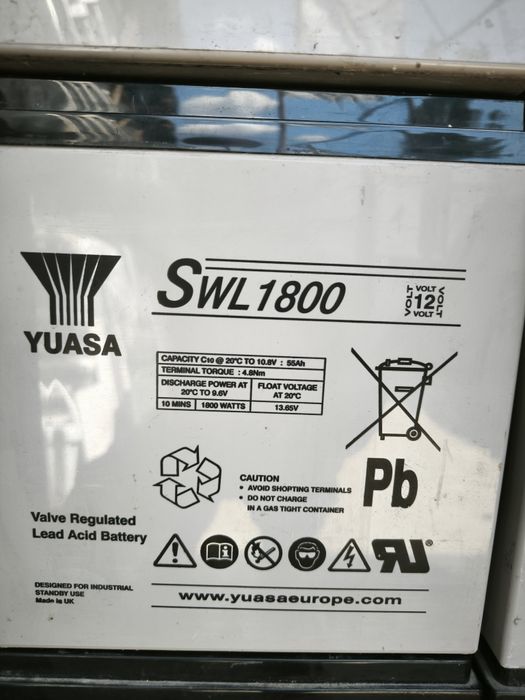 YUASA
SWL1800
VOLT
VOLT 12 VOLT
VOLT
CAPACITY C10 @ 20°C TO 10.8V : 55Ah
TERMINAL TORQUE : 4.8Nm
DISCHARGE POWER AT 20°C TO 9.6V
FLOAT VOLTAGE AT 20°C
10 MINS 1800 WATTS 13.65V
Pb
CAUTION
• AVOID SHOPTING TERMINALS
• DO NOT CHARGE
IN A GAS TIGHT CONTAINER
Valve Regulated
Lead Acid Battery
DESIGNED FOR INDUSTRIAL
STANDBY USE
Made in UK
www.yuasaeurope.com